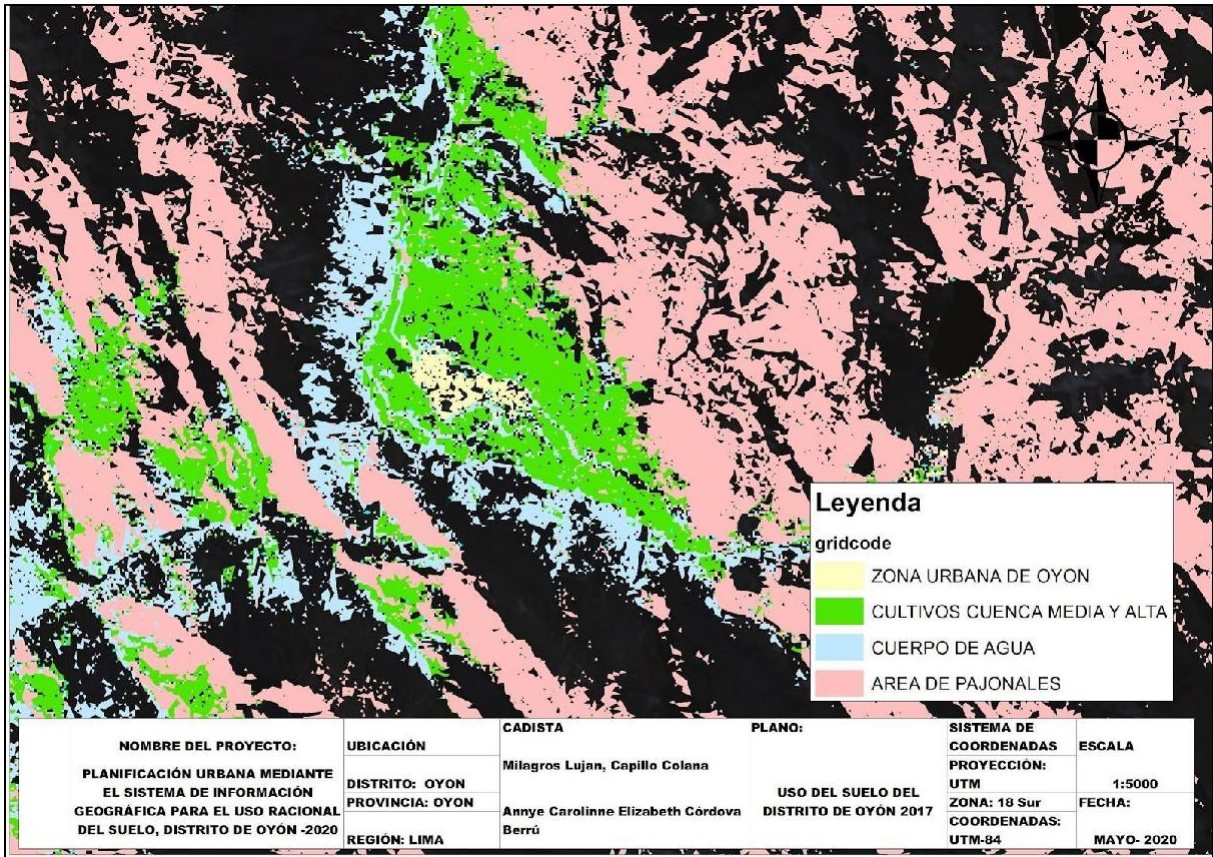 N
W
E
Leyenda
gridcode
ZONA URBANA DE OYON
CULTIVOS CUENCA MEDIA Y ALTA
CUERPO DE AGUA
AREA DE PAJONALES
NOMBRE DEL PROYECTO:
PLANIFICACIÓN URBANA MEDIANTE
EL SISTEMA DE INFORMACIÓN
GEOGRÁFICA PARA EL USO RACIONAL
DEL SUELO, DISTRITO DE OYÓN -2020
UBICACIÓN
DISTRITO: OYON
PROVINCIA: OYON
REGIÓN: LIMA
CADISTA
Milagros Lujan, Capillo Colana
Annye Carolinne Elizabeth Córdova
Berrú
PLANO:
USO DEL SUELO DEL
DISTRITO DE OYÓN 2017
SISTEMA DE
COORDENADAS
PROYECCIÓN:
UTM
ZONA: 18 Sur
COORDENADAS:
UTM-84
ESCALA
1:5000
FECHA:
MAYO- 2020